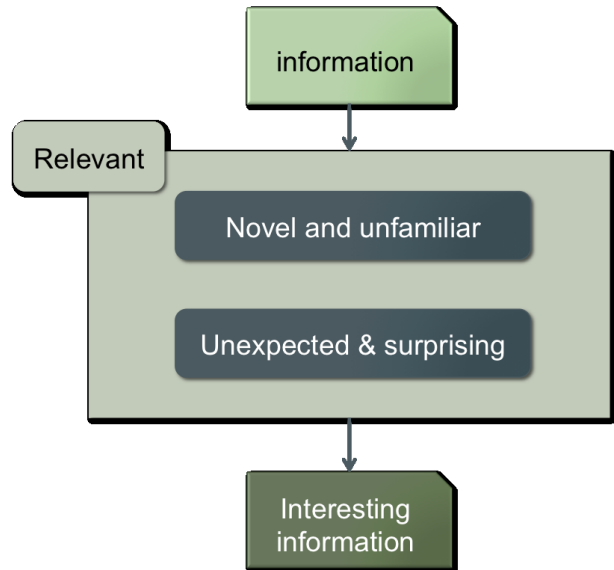 information
Relevant
Novel and unfamiliar
Unexpected & surprising
Interesting
information